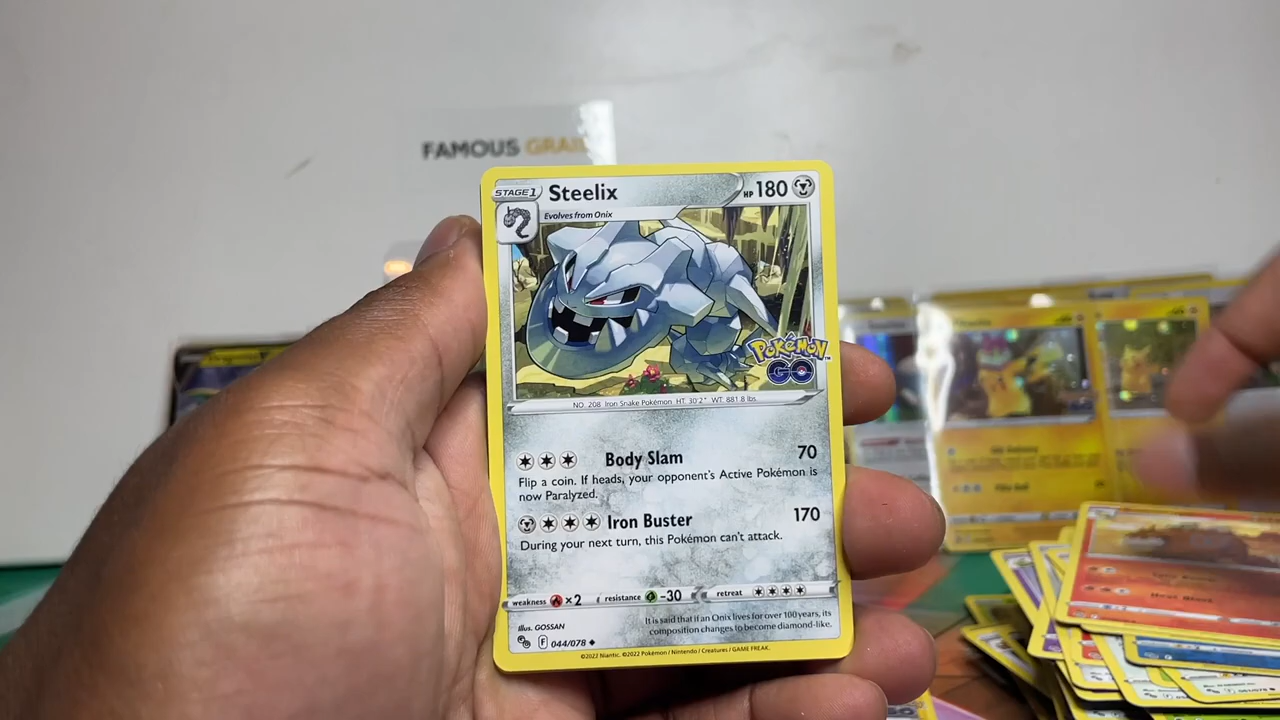 FAMOUS GRAI
STAGE 1 Steelix HP 180
Evolves from Onix
Pokémon
GO
NO. 208 Iron Snake Pokémon HT. 30'2" WT. 881.8 lbs.
Body Slam 70
Flip a coin. If heads, your opponent's Active Pokémon is
now Paralyzed.
Iron Buster 170
During your next turn, this Pokémon can't attack.
weakness ×2 resistance -30 retreat
Illus. GOSSAN
It is said that if an Onix lives for over 100 years, its
composition changes to become diamond-like.
F 044/078
©2022 Niantic. ©2022 Pokémon / Nintendo / Creatures / GAME FREAK.
Heat Blast